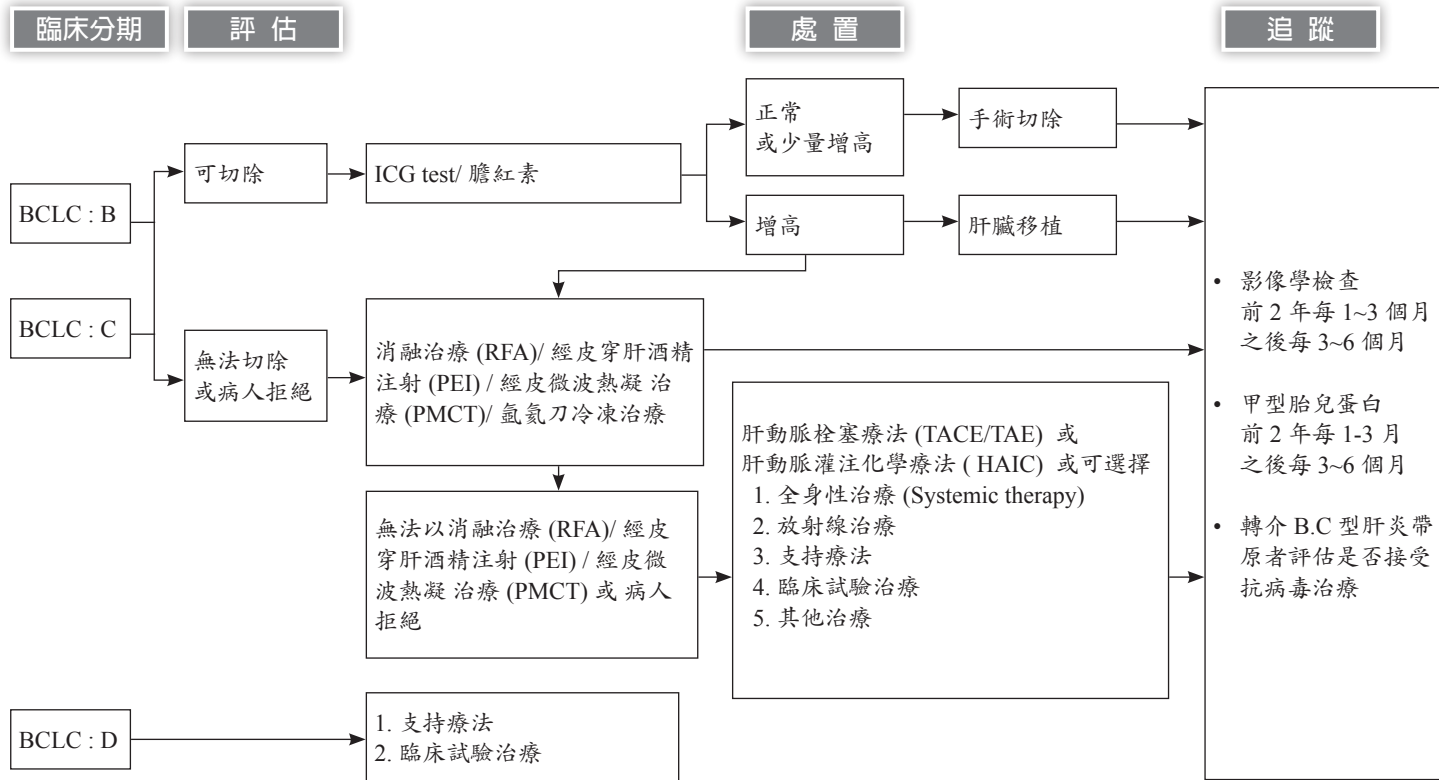 臨床分期
評 估
處 置
追 蹤
BCLC : B
BCLC : C
可切除
ICG test/ 膽紅素
正常
或少量增高
手術切除
增高
肝臟移植
無法切除
或病人拒絕
消融治療 (RFA)/ 經皮穿肝酒精
注射 (PEI) / 經皮微波熱凝 治
療 (PMCT)/ 氬氦刀冷凍治療
無法以消融治療 (RFA)/ 經皮
穿肝酒精注射 (PEI) / 經皮微
波熱凝 治療 (PMCT) 或 病人
拒絕
肝動脈栓塞療法 (TACE/TAE) 或
肝動脈灌注化學療法 ( HAIC) 或可選擇
1. 全身性治療 (Systemic therapy)
2. 放射線治療
3. 支持療法
4. 臨床試驗治療
5. 其他治療
• 影像學檢查
前 2 年每 1~3 個月
之後每 3~6 個月
• 甲型胎兒蛋白
前 2 年每 1-3 月
之後每 3~6 個月
• 轉介 B.C 型肝炎帶
原者評估是否接受
抗病毒治療
BCLC : D
1. 支持療法
2. 臨床試驗治療